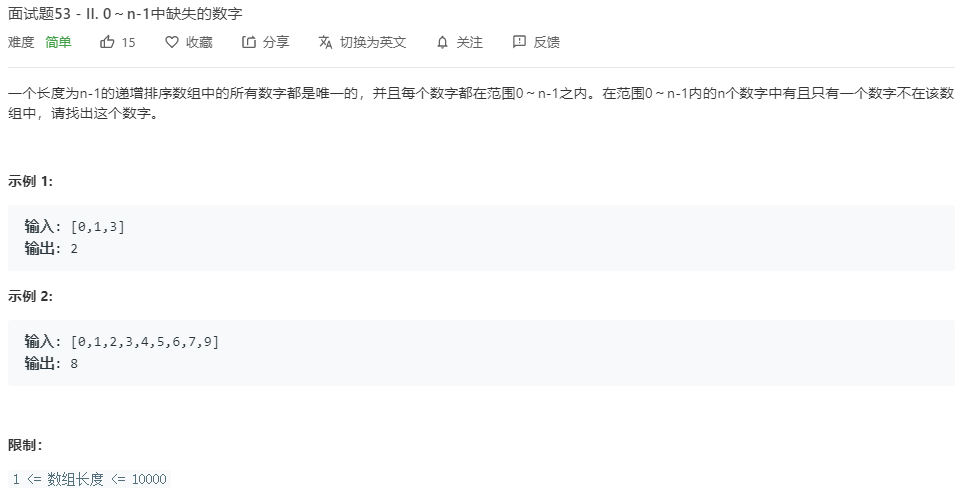 面试题53 - II. 0～n-1中缺失的数字
难度 简单 15 收藏 分享 切换为英文 关注 反馈
一个长度为n-1的递增排序数组中的所有数字都是唯一的，并且每个数字都在范围0～n-1之内。在范围0～n-1内的n个数字中有且只有一个数字不在该数
组中，请找出这个数字。
示例 1:
输入: [0,1,3]
输出: 2
示例 2:
输入: [0,1,2,3,4,5,6,7,9]
输出: 8
限制：
1 <= 数组长度 <= 10000